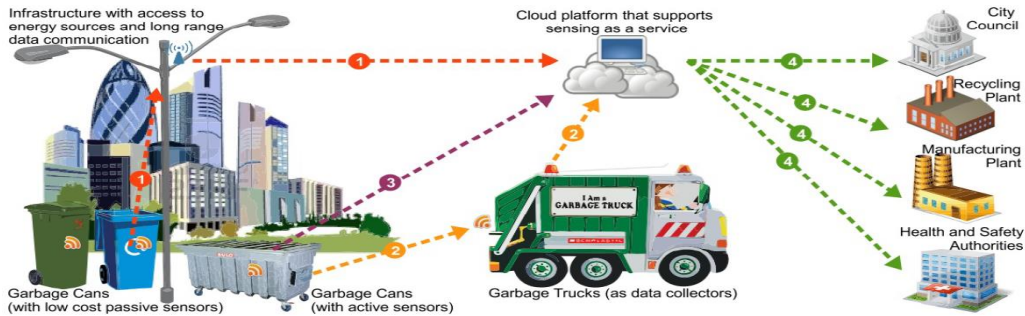 Infrastructure with access to
energy sources and long range
data communication
Cloud platform that supports
sensing as a service
City
Council
1
4
Recycling
Plant
4
2
4
Manufacturing
Plant
1
3
4
I Am a
GARBAGE TRUCK
2
SCHOLASTIC
Health and Safety
Authorities
Garbage Cans
(with low cost passive sensors)
Garbage Cans
(with active sensors)
Garbage Trucks (as data collectors)